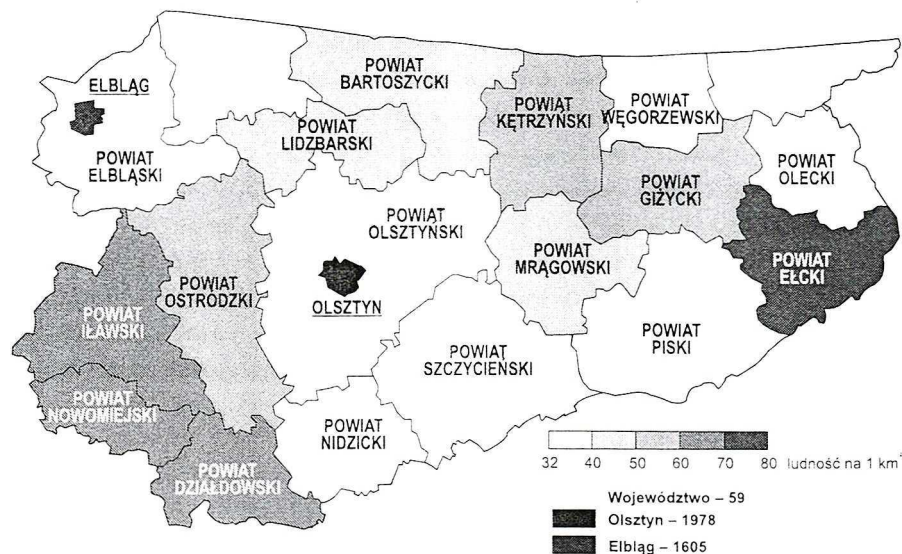 POWIAT
BARTOSZYCKI
ELBLĄG
POWIAT
KĘTRZYŃSKI
POWIAT
WĘGORZEWSKI
POWIAT
LIDZBARSKI
POWIAT
ELBLĄSKI
POWIAT
OLECKI
POWIAT
GIŻYCKI
POWIAT
OLSZTYŃSKI
POWIAT
MRĄGOWSKI
POWIAT
EŁCKI
POWIAT
OSTRODZKI
OLSZTYN
POWIAT
IŁAWSKI
POWIAT
PISKI
POWIAT
SZCZYCIEŃSKI
POWIAT
NOWOMIEJSKI
POWIAT
NIDZICKI
POWIAT
DZIAŁDOWSKI
32 40 50 60 70 80 ludność na 1 km²
Województwo – 59
Olsztyn – 1978
Elbląg – 1605